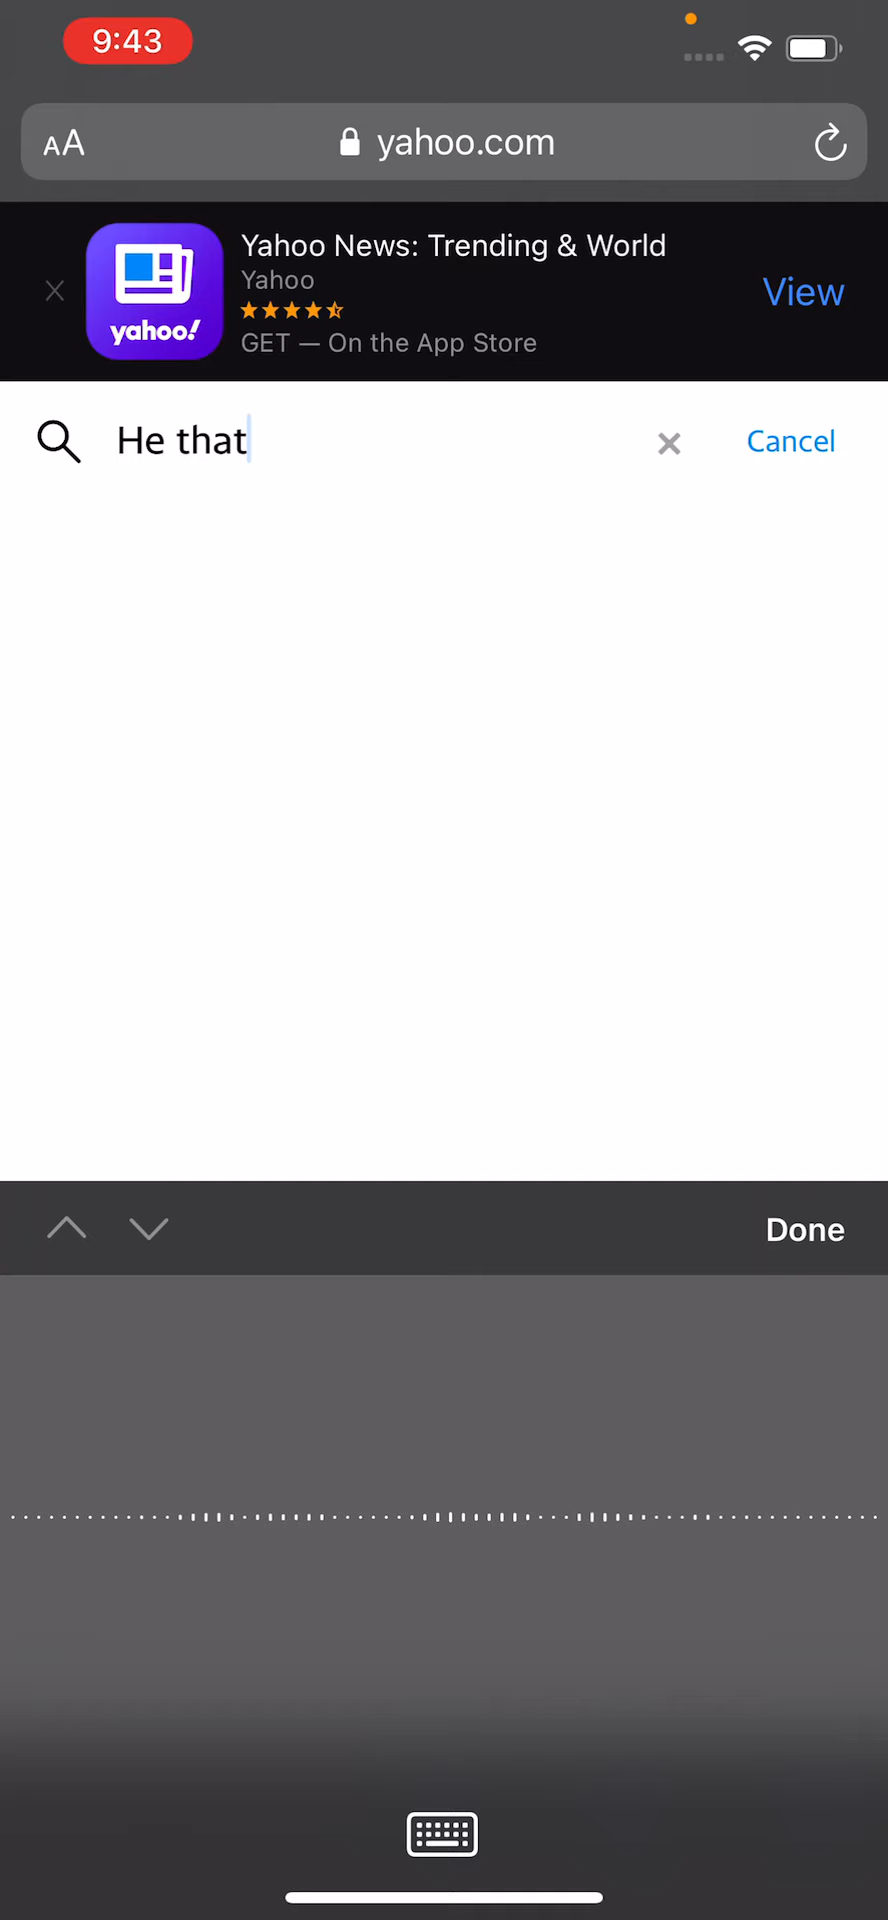 9:43
AA
yahoo.com
Yahoo News: Trending & World
Yahoo
GET — On the App Store
View
yahoo!
He that
Cancel
Done